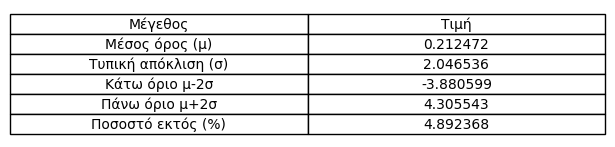 Μέγεθος Τιμή
Μέσος όρος (μ) 0.212472
Τυπική απόκλιση (σ) 2.046536
Κάτω όριο μ-2σ -3.880599
Πάνω όριο μ+2σ 4.305543
Ποσοστό εκτός (%) 4.892368